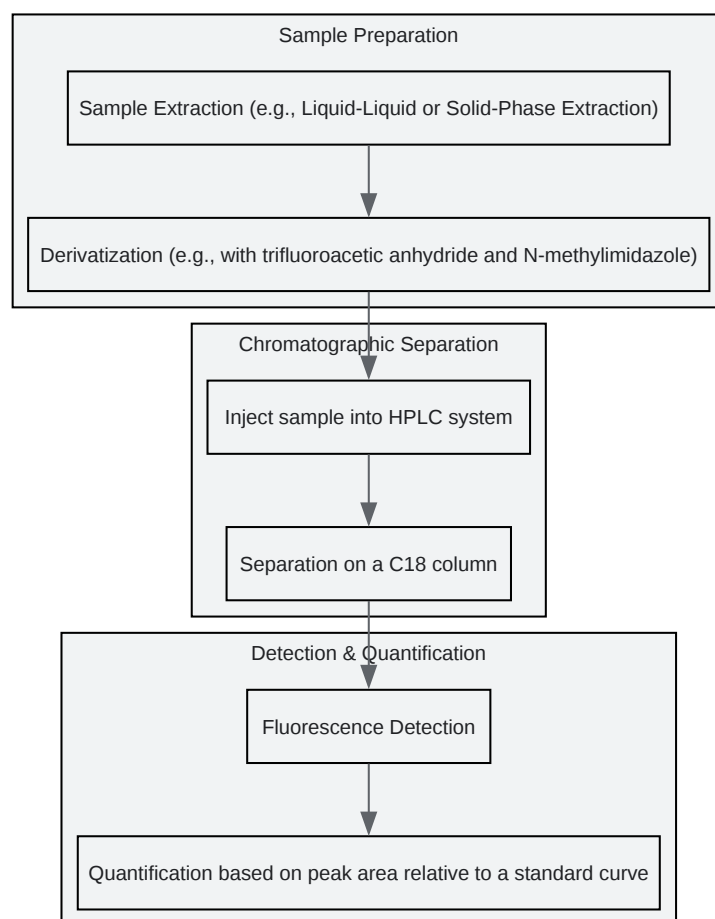 Sample Preparation
Sample Extraction (e.g., Liquid-Liquid or Solid-Phase Extraction)
Derivatization (e.g., with trifluoroacetic anhydride and N-methylimidazole)
Chromatographic Separation
Inject sample into HPLC system
Separation on a C18 column
Detection & Quantification
Fluorescence Detection
Quantification based on peak area relative to a standard curve